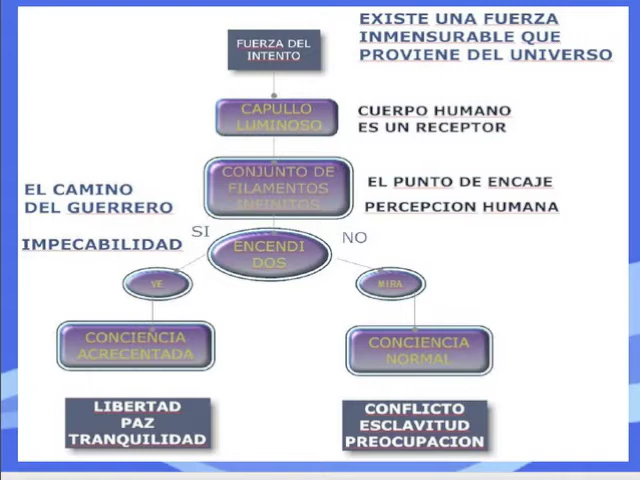 FUERZA DEL
INTENTO
EXISTE UNA FUERZA
INMENSURABLE QUE
PROVIENE DEL UNIVERSO
CAPULLO
LUMINOSO
CUERPO HUMANO
ES UN RECEPTOR
CONJUNTO DE
FILAMENTOS
INFINITOS
EL PUNTO DE ENCAJE
PERCEPCION HUMANA
EL CAMINO
DEL GUERRERO
IMPECABILIDAD
SI
ENCENDI
DOS
NO
VE
MIRA
CONCIENCIA
ACRECENTADA
CONCIENCIA
NORMAL
LIBERTAD
PAZ
TRANQUILIDAD
CONFLICTO
ESCLAVITUD
PREOCUPACION